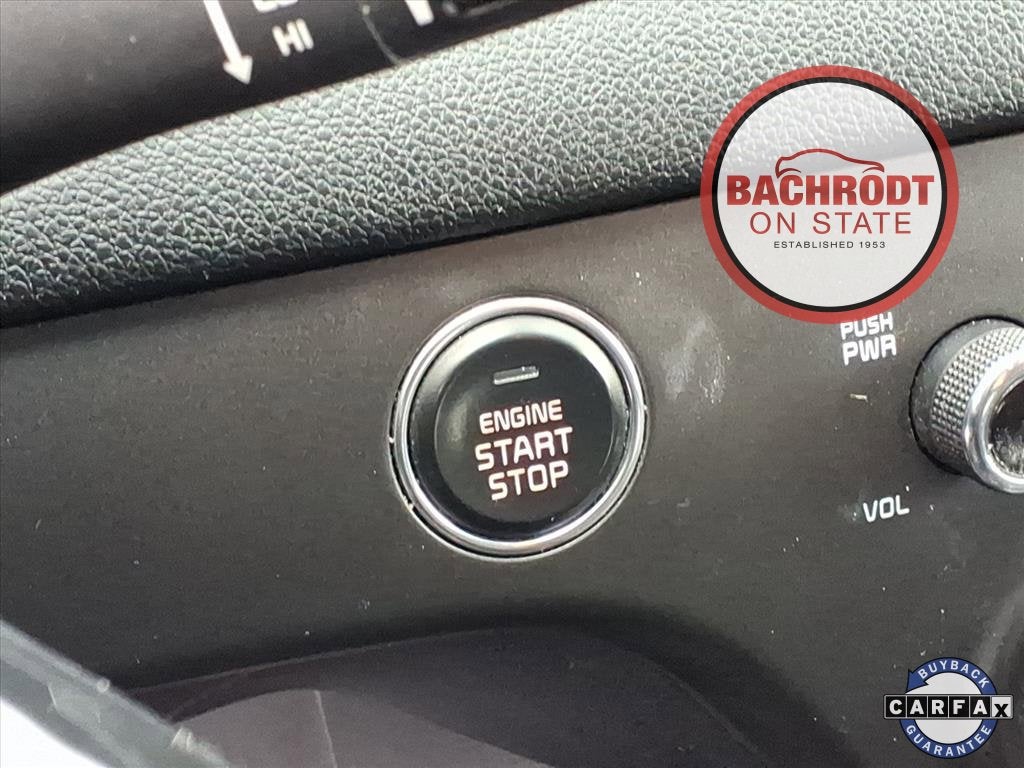 HI
BACHRODT
ON STATE
ESTABLISHED 1953
PUSH
PWR
ENGINE
START
STOP
VOL
BUYBACK
CARFAX
GUARANTEE